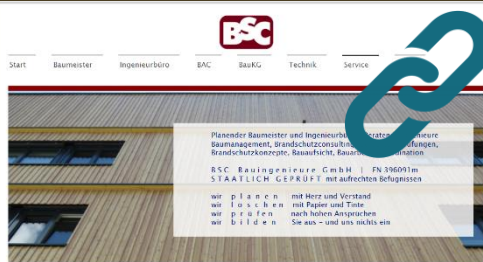 BSC
Start Baumeister Ingenieurbüro BAC BauKG Technik Service
Planender Baumeister und
Baumanagement, Brandschutzconsulting
Brandschutzkonzepte, Bauaufsicht,
BSC Bauingenieure GmbH | FN 396091m
STAATLICH GEPRÜFT mit aufrechten Befugnissen
wir planen mit Herz und Verstand
wir löschen mit Papier und Tinte
wir prüfen nach hohen Ansprüchen
wir bilden Sie aus – und uns nichts ein